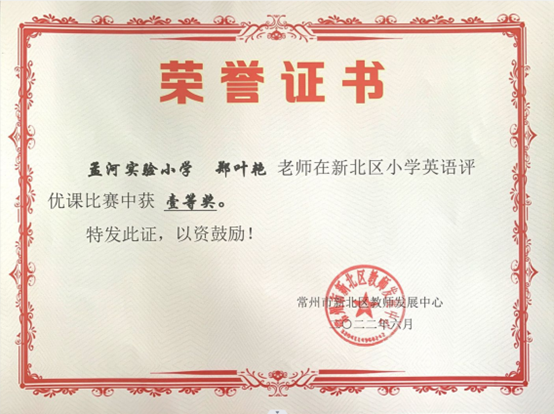 荣誉证书
孟河实验小学 郑叶艳 老师在新北区小学英语评
优课比赛中获 壹等奖。
特发此证，以资鼓励！
常州市新北区教师发展中心
二〇二二年六月